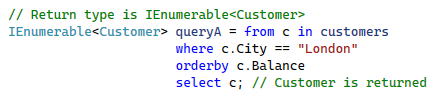 // Return type is IEnumerable<Customer>
IEnumerable<Customer> queryA = from c in customers
where c.City == "London"
orderby c.Balance
select c; // Customer is returned